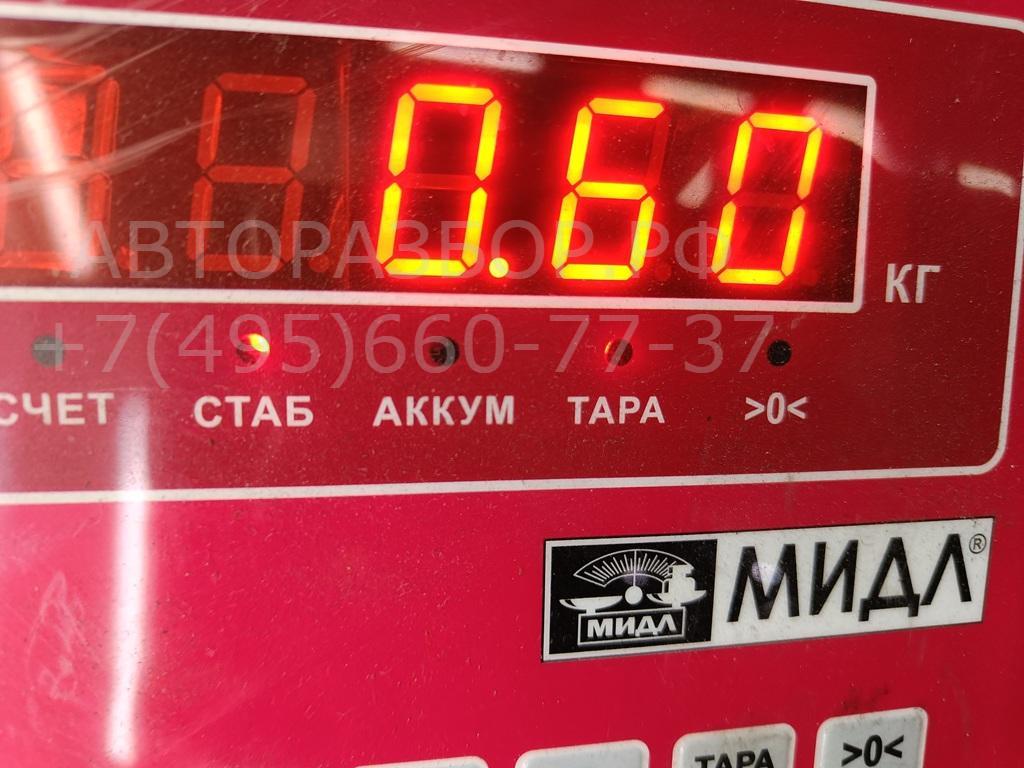 0.60
КГ
АВТОРАЗБОР.РФ
+7(495)660-77-37
СЧЕТ СТАБ АККУМ ТАРА >0<
МИДЛ МИДЛ®
ТАРА >0<